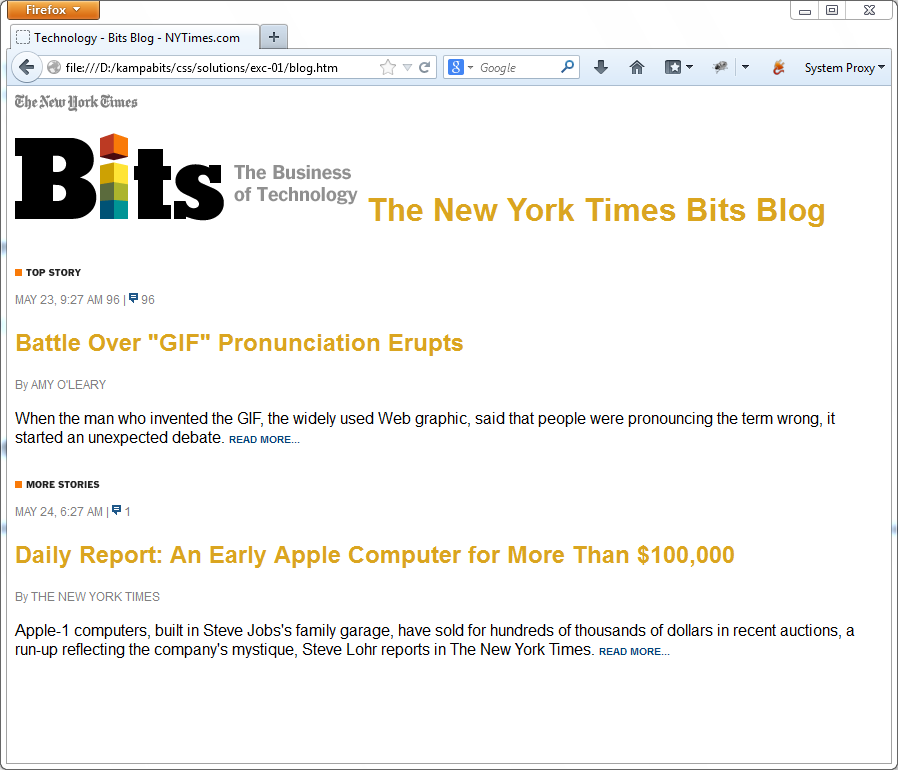 Firefox
Technology - Bits Blog - NYTimes.com
file:///D:/kampabits/css/solutions/exc-01/blog.htm
8
Google
System Proxy
The New York Times
Bits
The Business
of Technology
The New York Times Bits Blog
TOP STORY
MAY 23, 9:27 AM 96 | 96
Battle Over "GIF" Pronunciation Erupts
By AMY O'LEARY
When the man who invented the GIF, the widely used Web graphic, said that people were pronouncing the term wrong, it
started an unexpected debate. READ MORE...
MORE STORIES
MAY 24, 6:27 AM | 1
Daily Report: An Early Apple Computer for More Than $100,000
By THE NEW YORK TIMES
Apple-1 computers, built in Steve Jobs's family garage, have sold for hundreds of thousands of dollars in recent auctions, a
run-up reflecting the company's mystique, Steve Lohr reports in The New York Times. READ MORE...